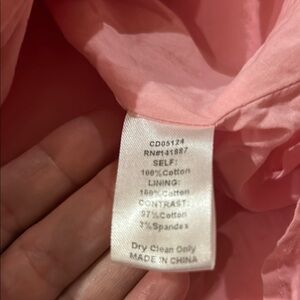 CD05124
RN#141887
SELF:
100%Cotton
LINING:
100%Cotton
CONTRAST:
97%Cotton
3%Spandex
Dry Clean Only
MADE IN CHINA